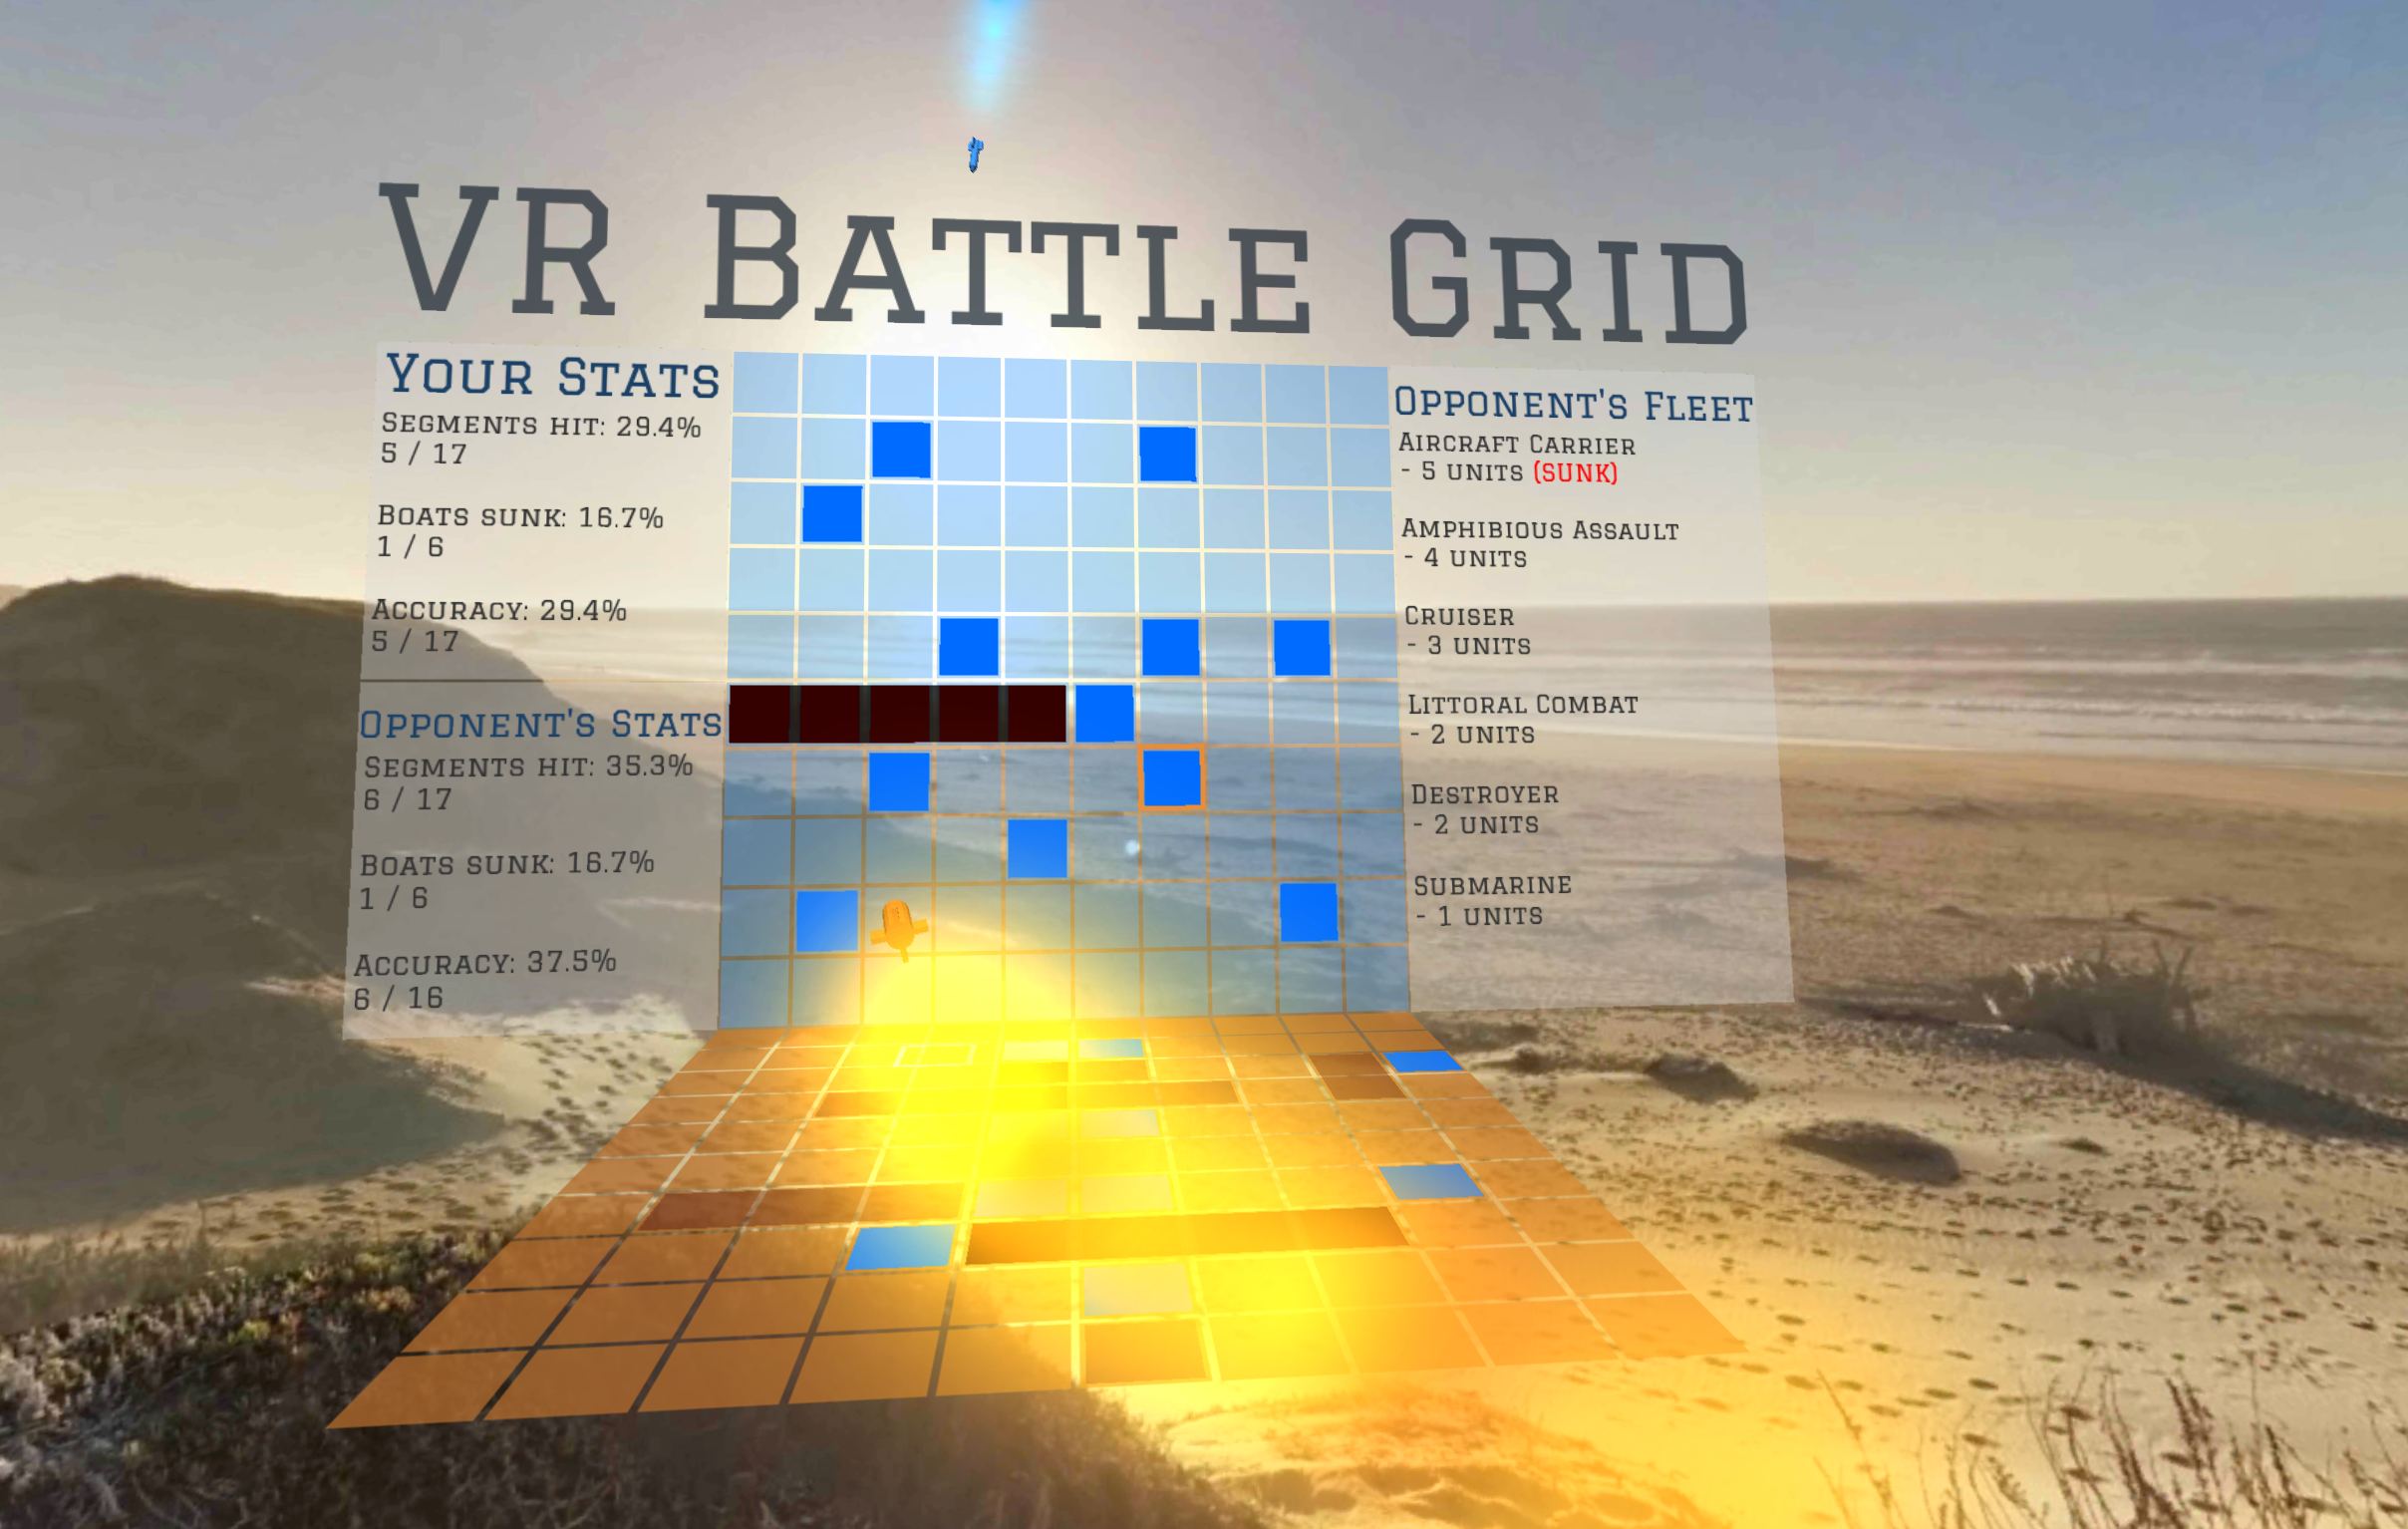 VR Battle Grid
Your Stats
Segments hit: 29.4%
5 / 17
Boats sunk: 16.7%
1 / 6
Accuracy: 29.4%
5 / 17
Opponent's Stats
Segments hit: 35.3%
6 / 17
Boats sunk: 16.7%
1 / 6
Accuracy: 37.5%
6 / 16
Opponent's Fleet
Aircraft Carrier
- 5 units (SUNK)
Amphibious Assault
- 4 units
Cruiser
- 3 units
Littoral Combat
- 2 units
Destroyer
- 2 units
Submarine
- 1 units